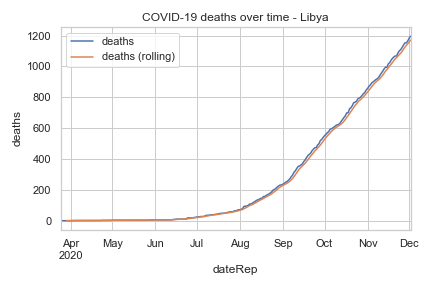 COVID-19 deaths over time - Libya
deaths
deaths (rolling)
1200
1000
800
600
400
200
0
deaths
Apr May Jun Jul Aug Sep Oct Nov Dec
2020
dateRep